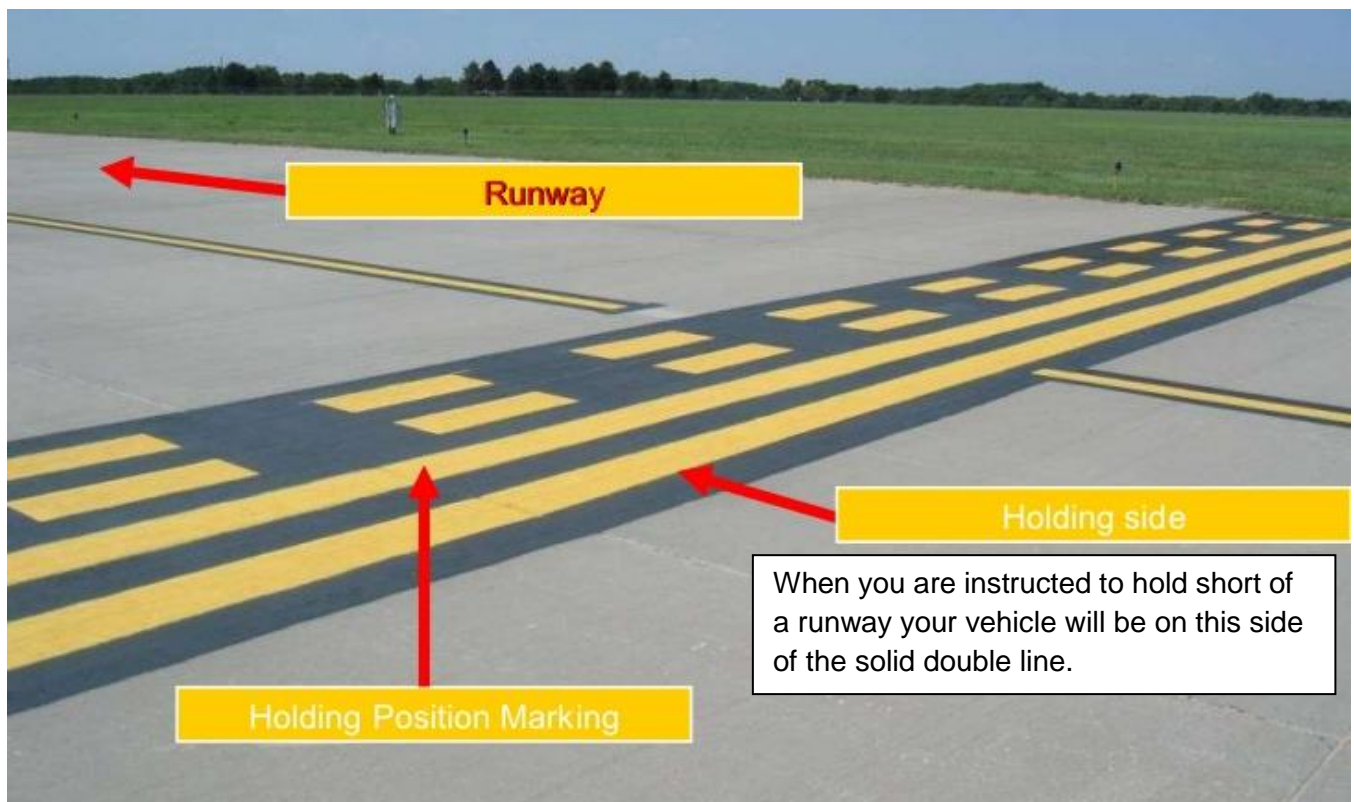 Runway
Holding side
When you are instructed to hold short of
a runway your vehicle will be on this side
of the solid double line.
Holding Position Marking